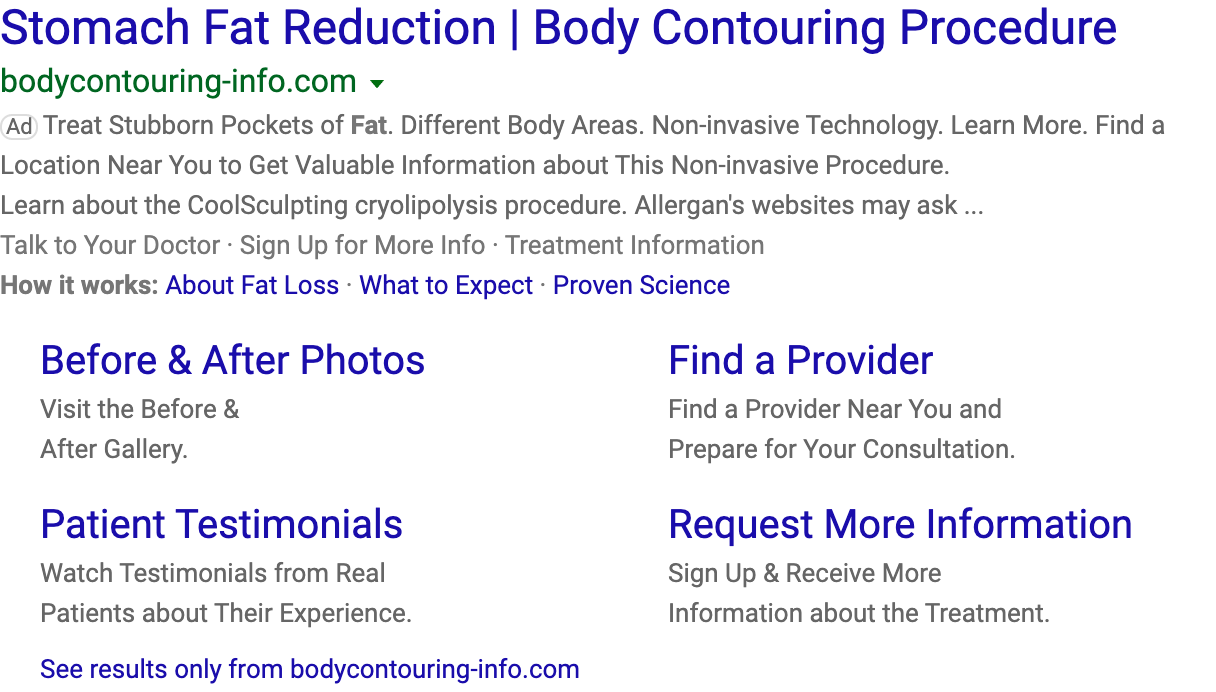 Stomach Fat Reduction | Body Contouring Procedure
bodycontouring-info.com
Ad Treat Stubborn Pockets of Fat. Different Body Areas. Non-invasive Technology. Learn More. Find a
Location Near You to Get Valuable Information about This Non-invasive Procedure.
Learn about the CoolSculpting cryolipolysis procedure. Allergan's websites may ask ...
Talk to Your Doctor · Sign Up for More Info · Treatment Information
How it works: About Fat Loss · What to Expect · Proven Science
Before & After Photos
Visit the Before &
After Gallery.
Find a Provider
Find a Provider Near You and
Prepare for Your Consultation.
Patient Testimonials
Watch Testimonials from Real
Patients about Their Experience.
Request More Information
Sign Up & Receive More
Information about the Treatment.
See results only from bodycontouring-info.com